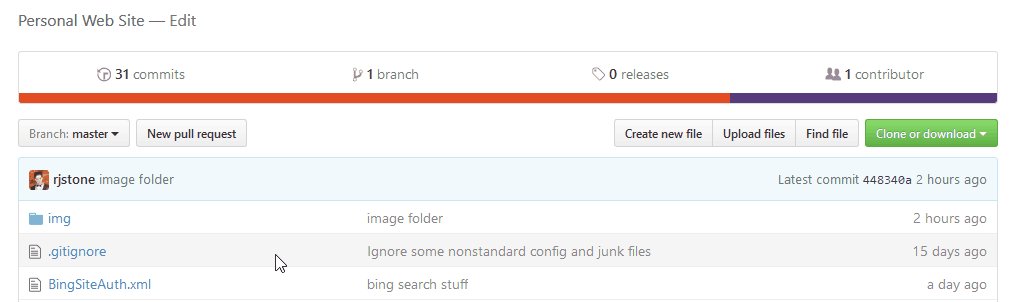 Personal Web Site — Edit
31 commits 1 branch 0 releases 1 contributor
Branch: master New pull request Create new file Upload files Find file Clone or download
rjstone image folder Latest commit 448340a 2 hours ago
img image folder 2 hours ago
.gitignore Ignore some nonstandard config and junk files 15 days ago
BingSiteAuth.xml bing search stuff a day ago